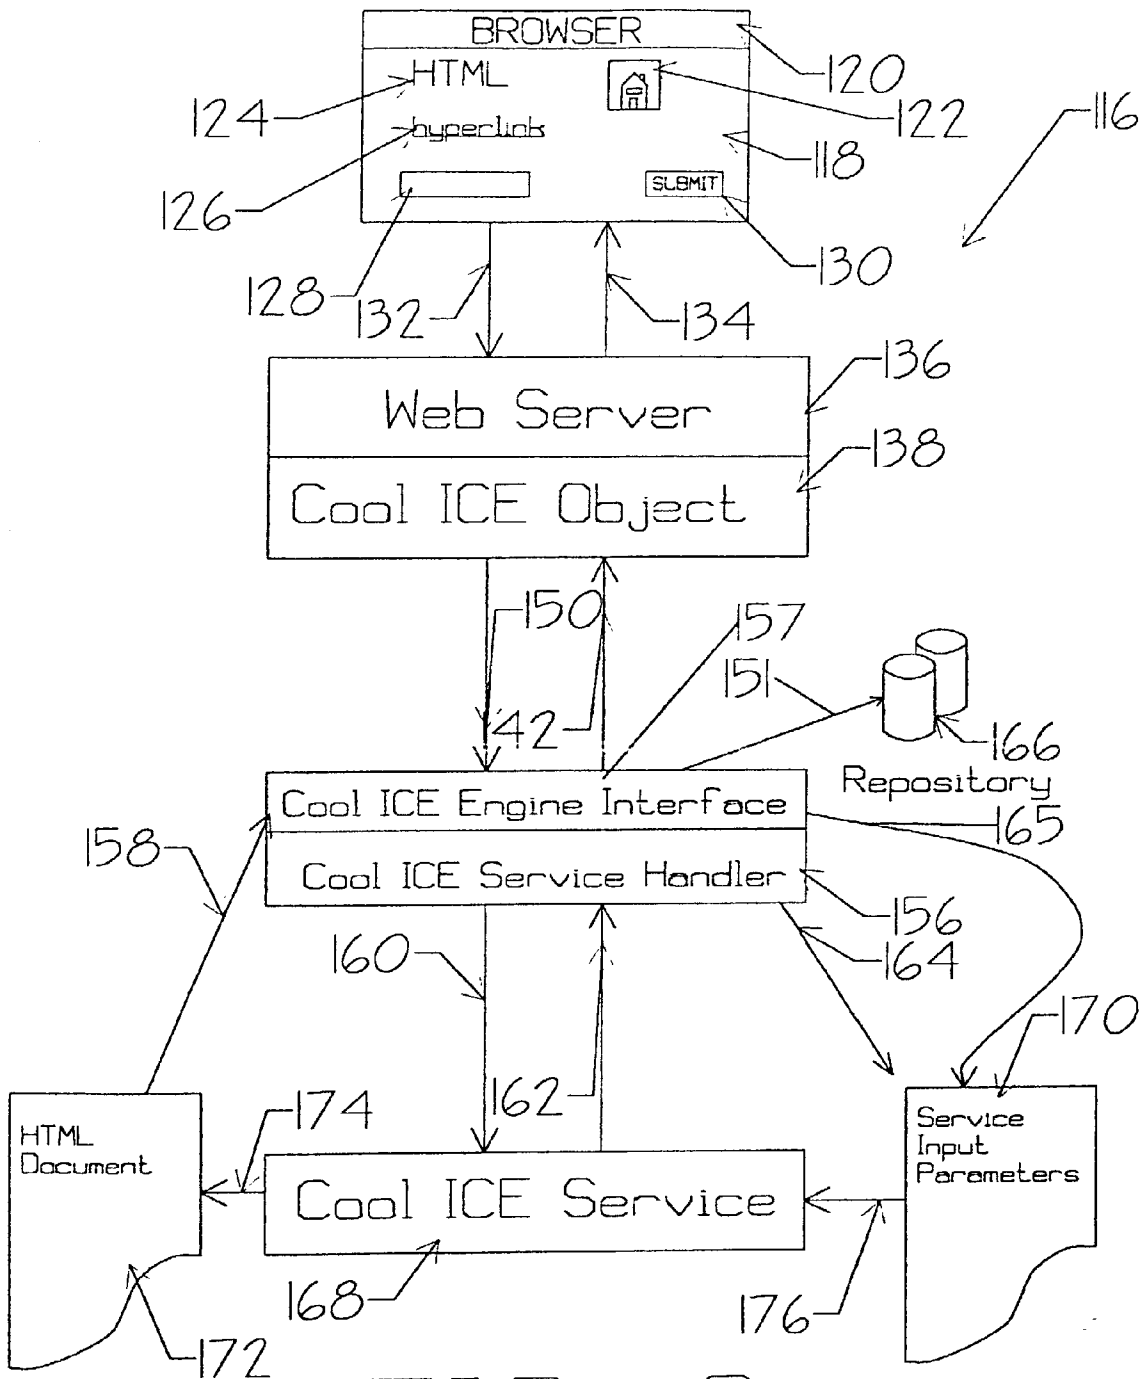 BROWSER
HTML
120
124
122
116
hyperlink
118
126
SUBMIT
130
128
132
134
136
Web Server
138
Cool ICE Object
150
157
151
42
166
Repository
Cool ICE Engine Interface
165
158
Cool ICE Service Handler
156
160
164
170
162
174
HTML
Document
Service
Input
Parameters
Cool ICE Service
168
176
172